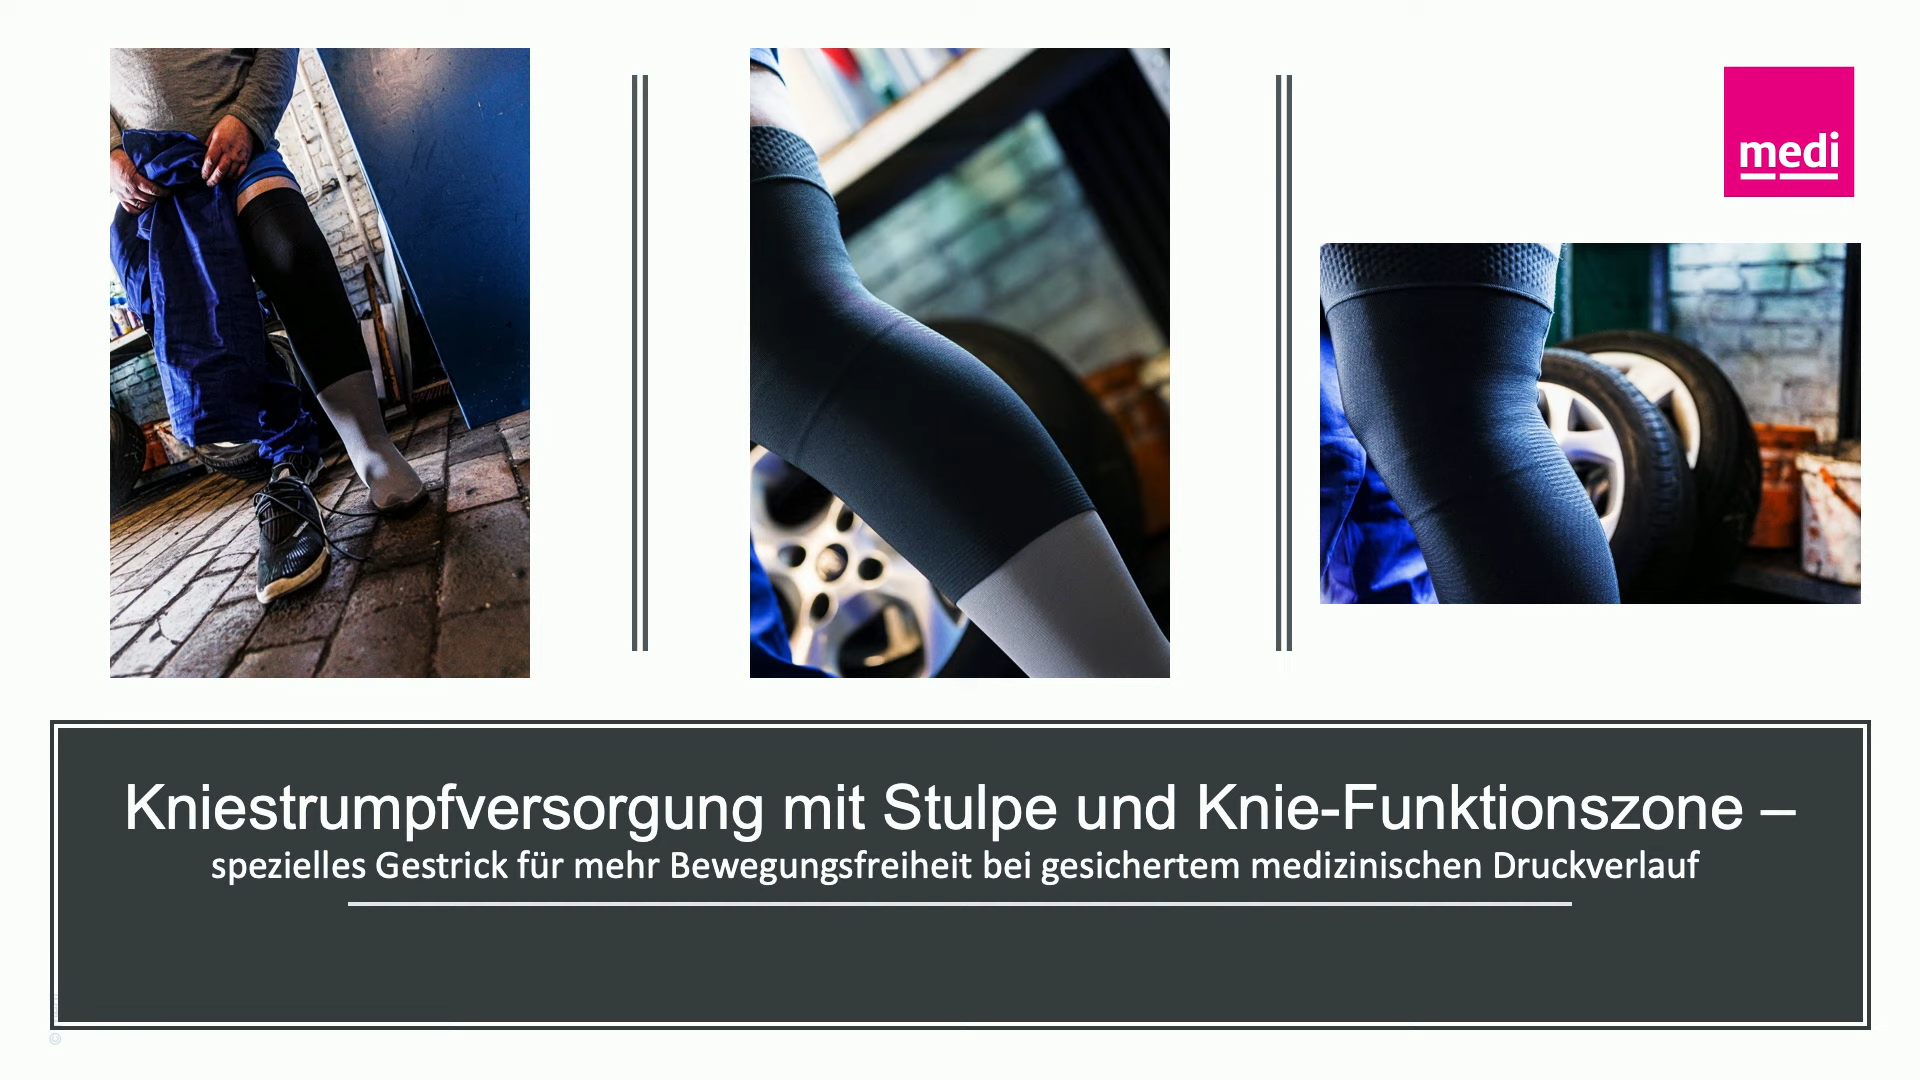 medi
Kniestrumpfversorgung mit Stulpe und Knie-Funktionszone –
spezielles Gestrick für mehr Bewegungsfreiheit bei gesichertem medizinischen Druckverlauf